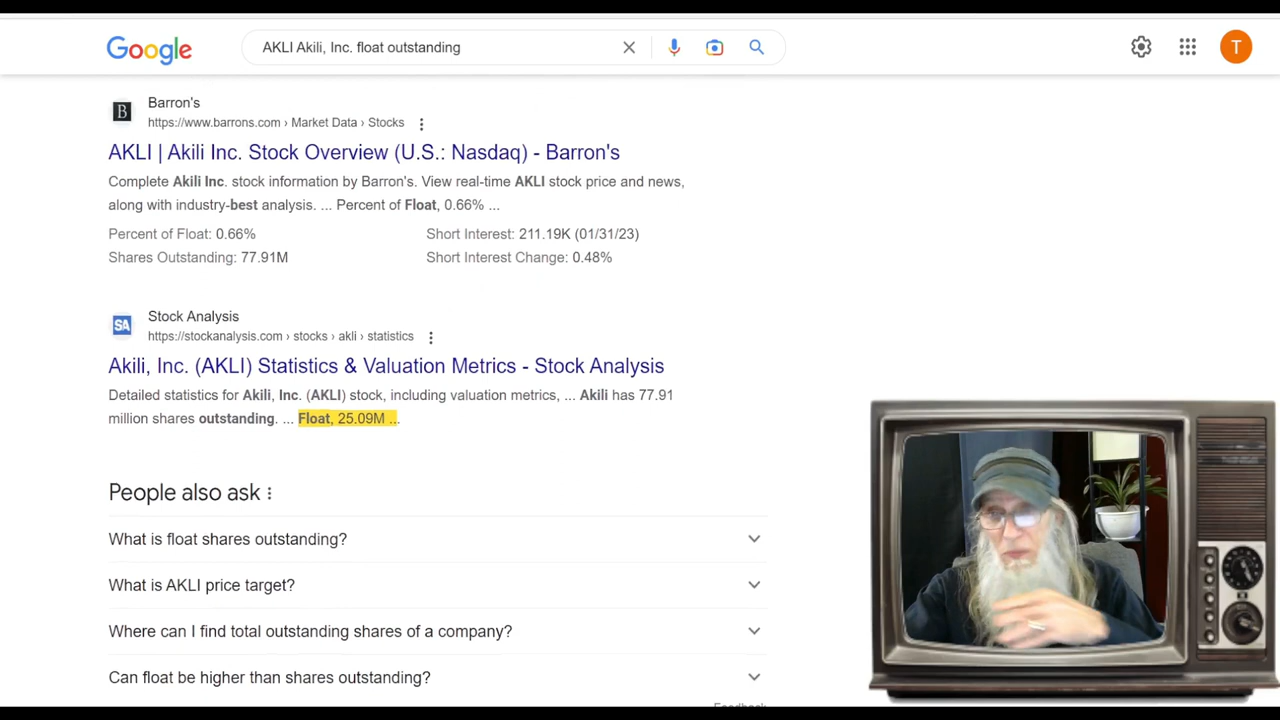 Google
AKLI Akili, Inc. float outstanding
T
B
Barron's
https://www.barrons.com › Market Data › Stocks
AKLI | Akili Inc. Stock Overview (U.S.: Nasdaq) - Barron's
Complete Akili Inc. stock information by Barron's. View real-time AKLI stock price and news,
along with industry-best analysis. ... Percent of Float, 0.66% ...
Percent of Float: 0.66%
Short Interest: 211.19K (01/31/23)
Shares Outstanding: 77.91M
Short Interest Change: 0.48%
SA
Stock Analysis
https://stockanalysis.com › stocks › akli › statistics
Akili, Inc. (AKLI) Statistics & Valuation Metrics - Stock Analysis
Detailed statistics for Akili, Inc. (AKLI) stock, including valuation metrics, ... Akili has 77.91
million shares outstanding. ... Float, 25.09M ...
People also ask
What is float shares outstanding?
What is AKLI price target?
Where can I find total outstanding shares of a company?
Can float be higher than shares outstanding?